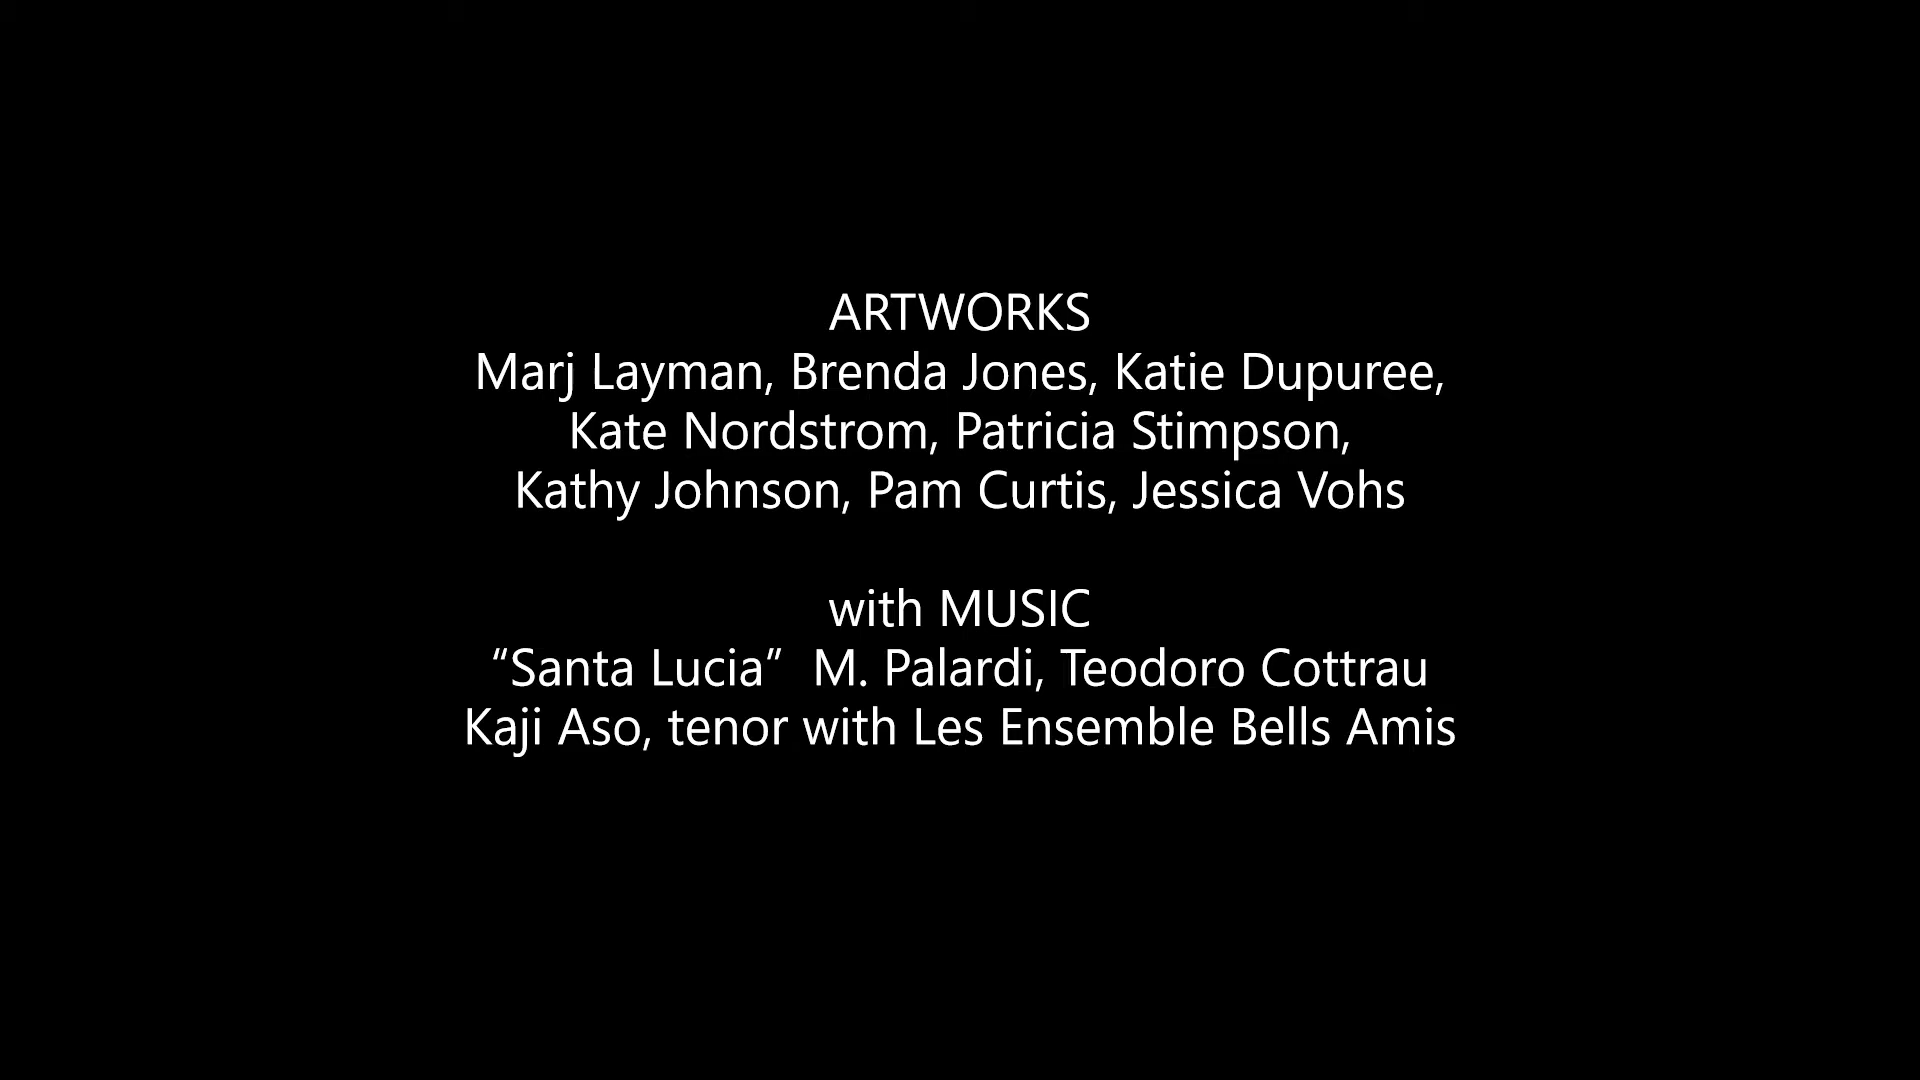 ARTWORKS
Marj Layman, Brenda Jones, Katie Dupuree,
Kate Nordstrom, Patricia Stimpson,
Kathy Johnson, Pam Curtis, Jessica Vohs
with MUSIC
“Santa Lucia”  M. Palardi, Teodoro Cottrau
Kaji Aso, tenor with Les Ensemble Bells Amis